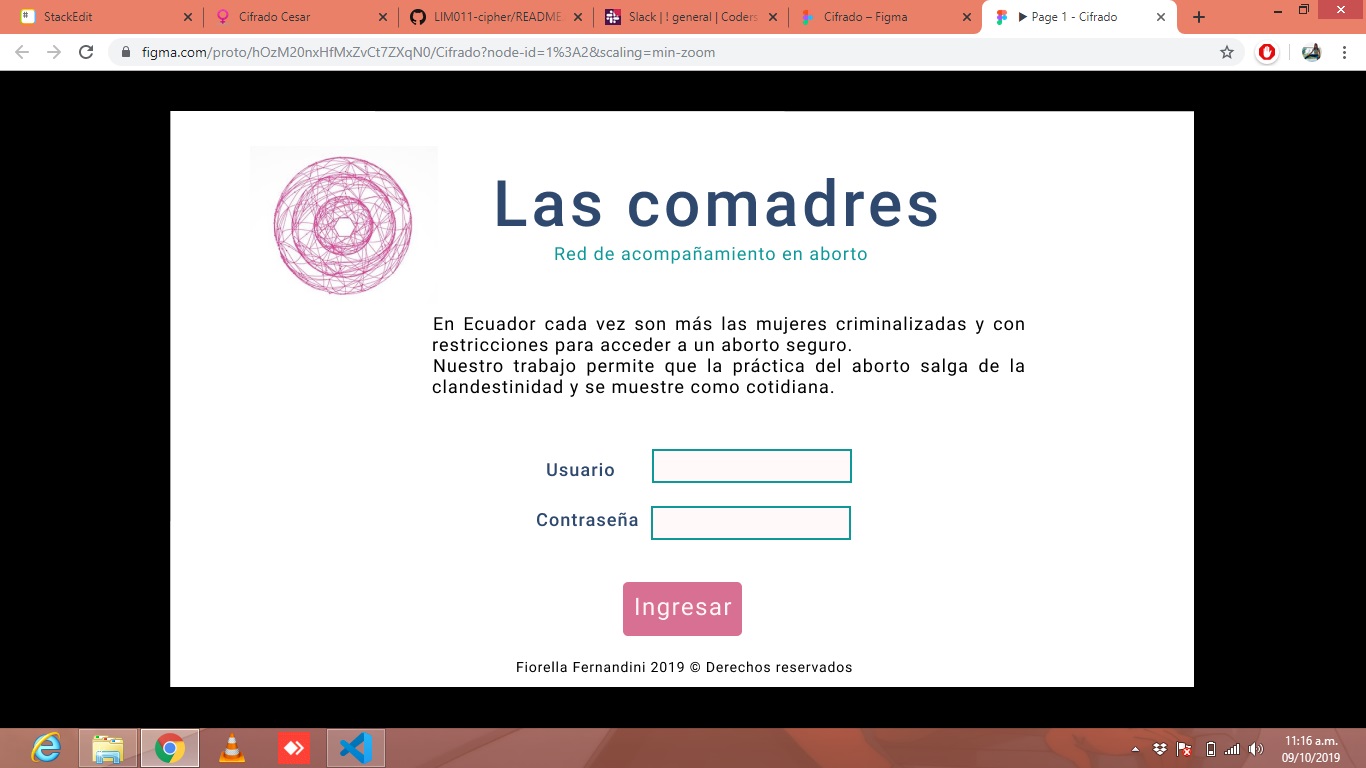 StackEdit
Cifrado Cesar
LIM011-cipher/README.
Slack | ! general | Coders
Cifrado – Figma
Page 1 - Cifrado
figma.com/proto/hOzM20nxHfMxZvCt7ZXqN0/Cifrado?node-id=1%3A2&scaling=min-zoom
Las comadres
Red de acompañamiento en aborto
En Ecuador cada vez son más las mujeres criminalizadas y con
restricciones para acceder a un aborto seguro.
Nuestro trabajo permite que la práctica del aborto salga de la
clandestinidad y se muestre como cotidiana.
Usuario
Contraseña
Ingresar
Fiorella Fernandini 2019 © Derechos reservados
11:16 a.m.
09/10/2019